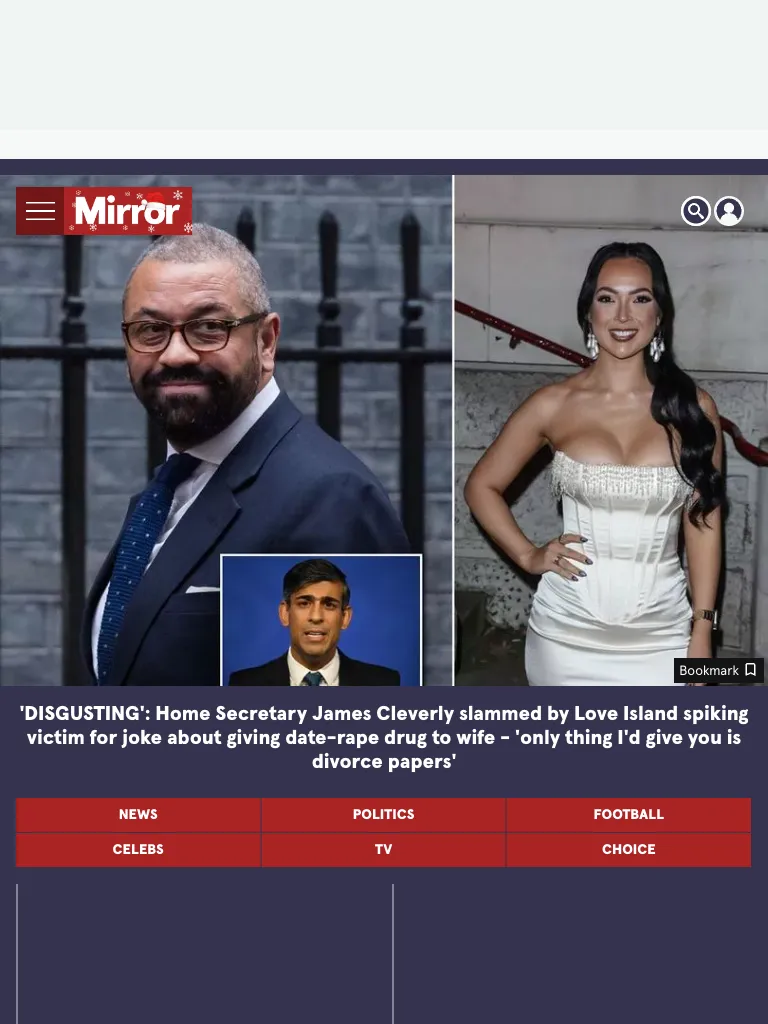 Mirror
Bookmark
'DISGUSTING': Home Secretary James Cleverly slammed by Love Island spiking
victim for joke about giving date-rape drug to wife - 'only thing I'd give you is
divorce papers'
NEWS
POLITICS
FOOTBALL
CELEBS
TV
CHOICE